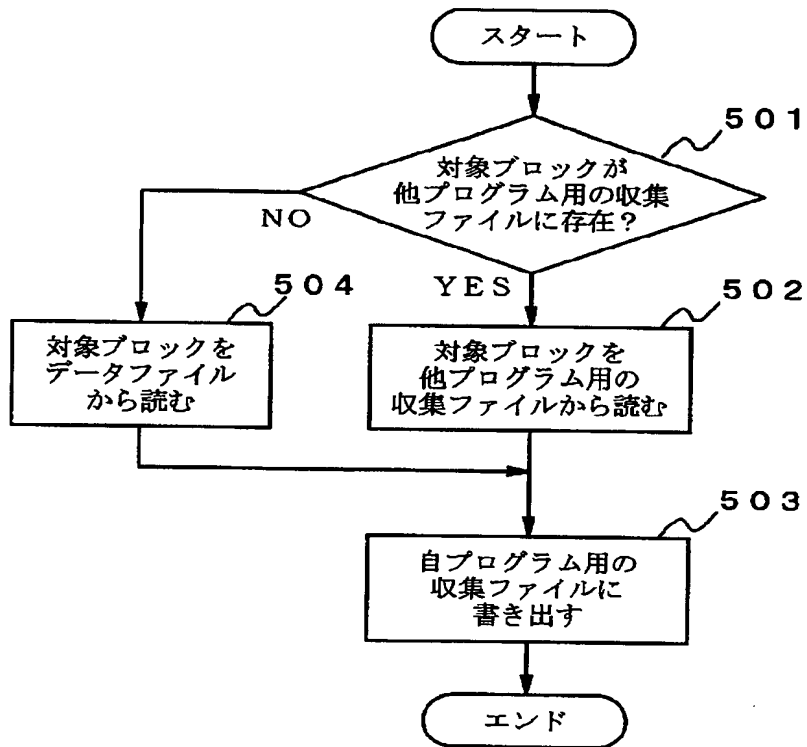 スタート
501
対象ブロックが
他プログラム用の収集
ファイルに存在?
NO
YES
504
対象ブロックを
データファイル
から読む
502
対象ブロックを
他プログラム用の
収集ファイルから読む
503
自プログラム用の
収集ファイルに
書き出す
エンド